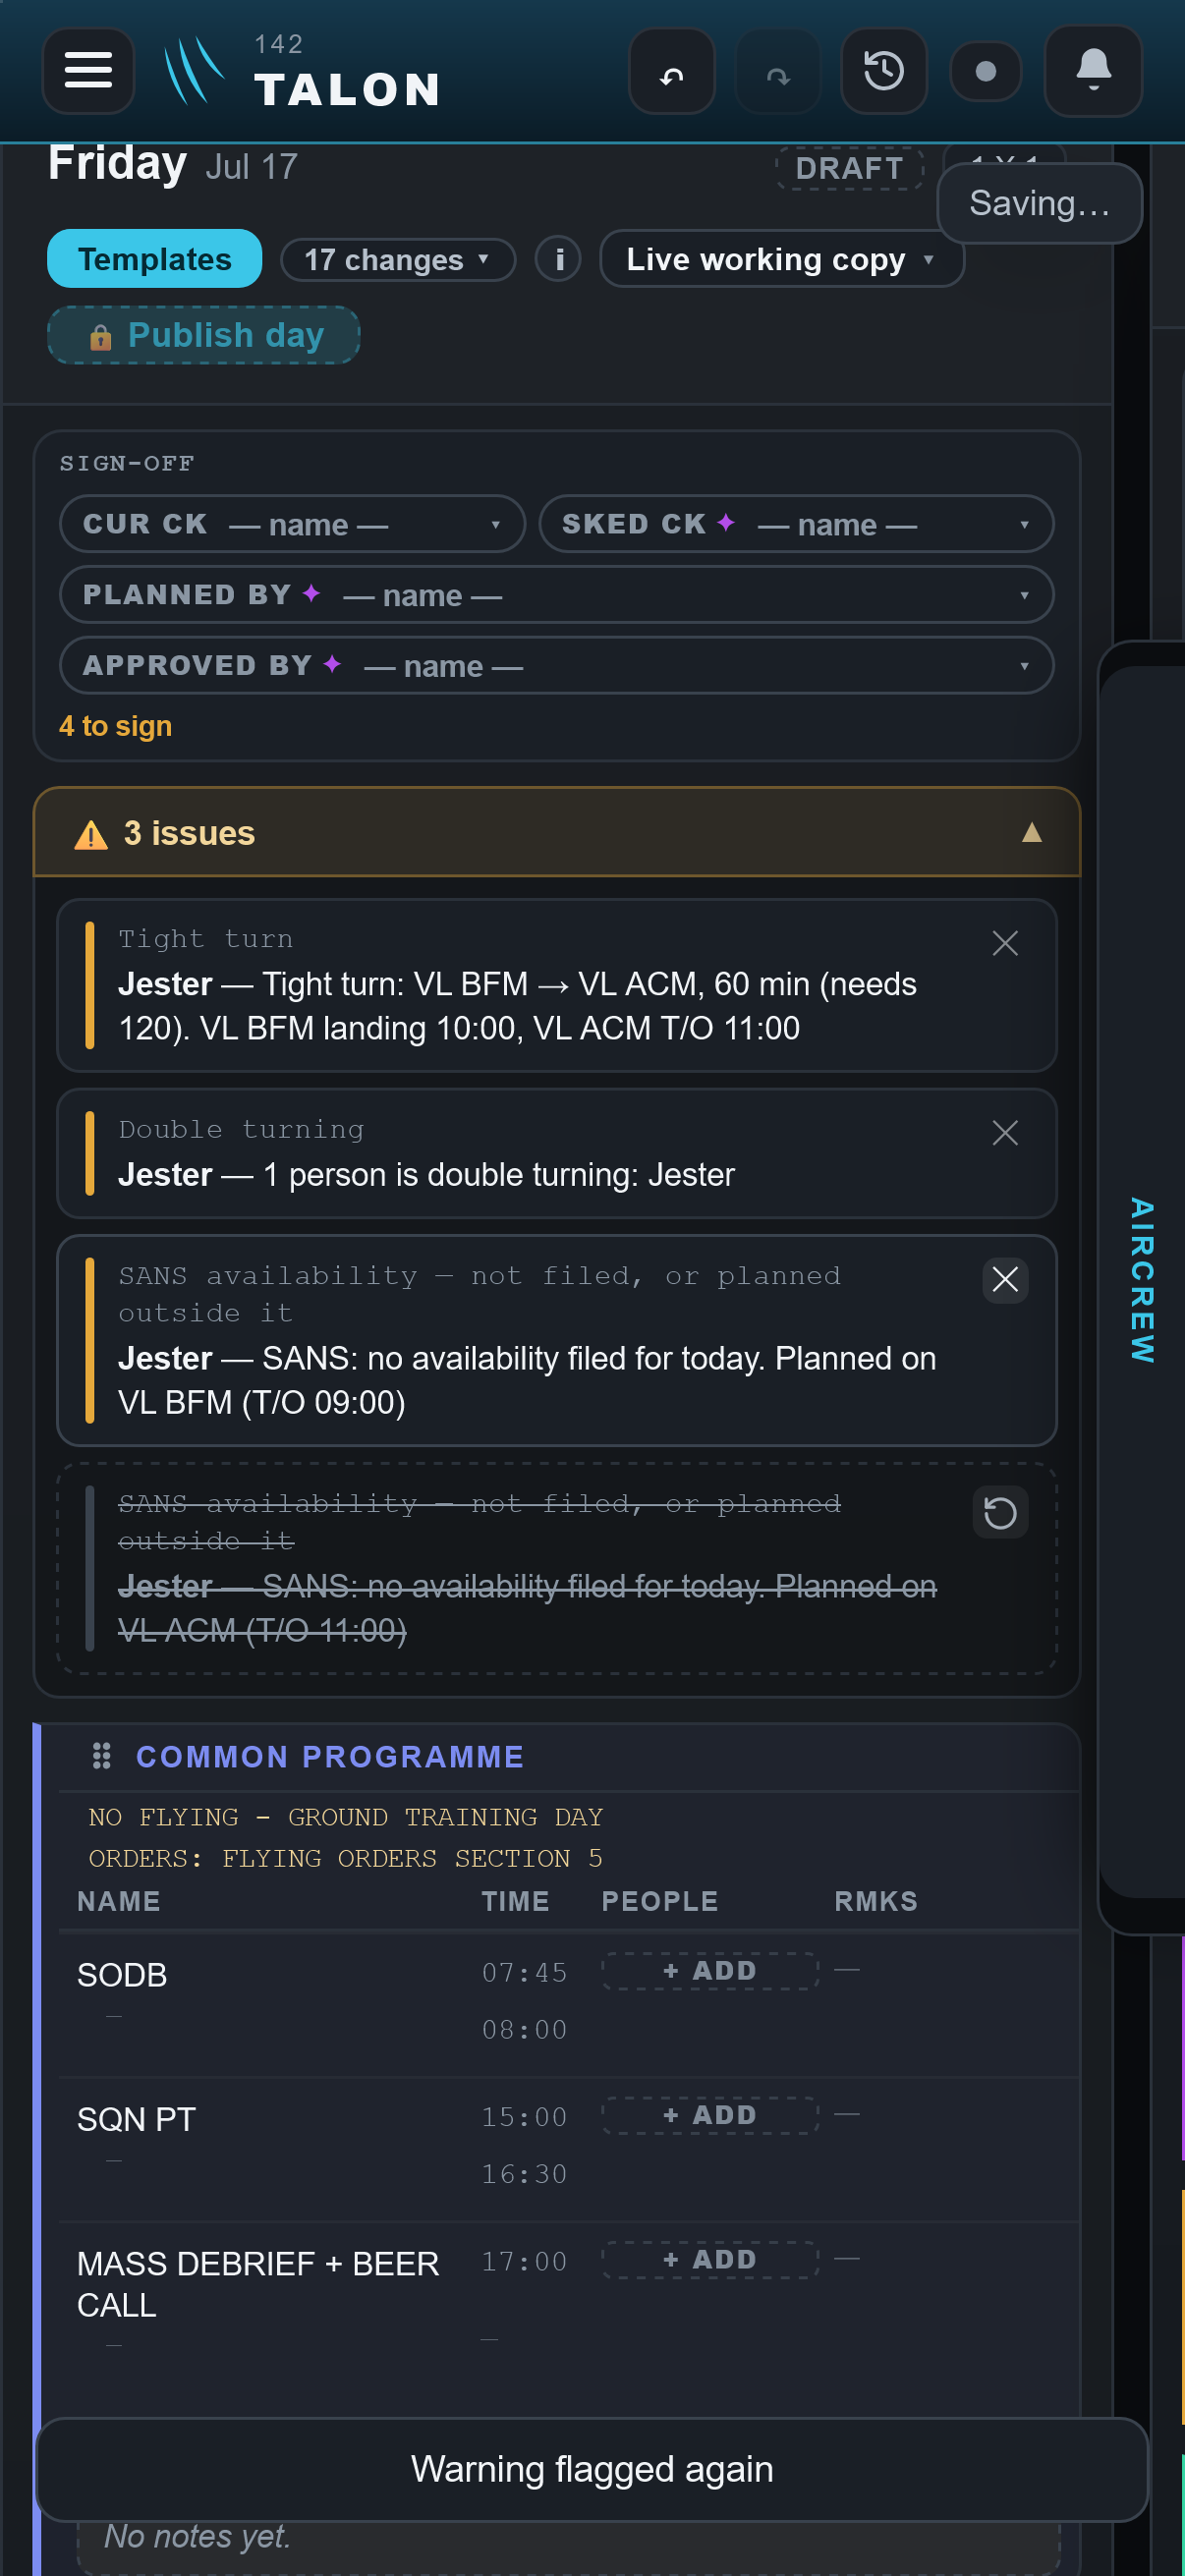 142
TALON
Friday Jul 17
DRAFT
Saving…
Templates
17 changes ▾
i
Live working copy ▾
Publish day
SIGN-OFF
CUR CK — name —
SKED CK ✦ — name —
PLANNED BY ✦ — name —
APPROVED BY ✦ — name —
4 to sign
3 issues
Tight turn
Jester — Tight turn: VL BFM → VL ACM, 60 min (needs
120). VL BFM landing 10:00, VL ACM T/O 11:00
Double turning
Jester — 1 person is double turning: Jester
SANS availability — not filed, or planned
outside it
Jester — SANS: no availability filed for today. Planned on
VL BFM (T/O 09:00)
SANS availability — not filed, or planned
outside it
Jester — SANS: no availability filed for today. Planned on
VL ACM (T/O 11:00)
AIRCREW
COMMON PROGRAMME
NO FLYING - GROUND TRAINING DAY
ORDERS: FLYING ORDERS SECTION 5
NAME TIME PEOPLE RMKS
SODB 07:45 + ADD —
— 08:00
SQN PT 15:00 + ADD —
— 16:30
MASS DEBRIEF + BEER 17:00 + ADD —
CALL
— —
Warning flagged again
No notes yet.